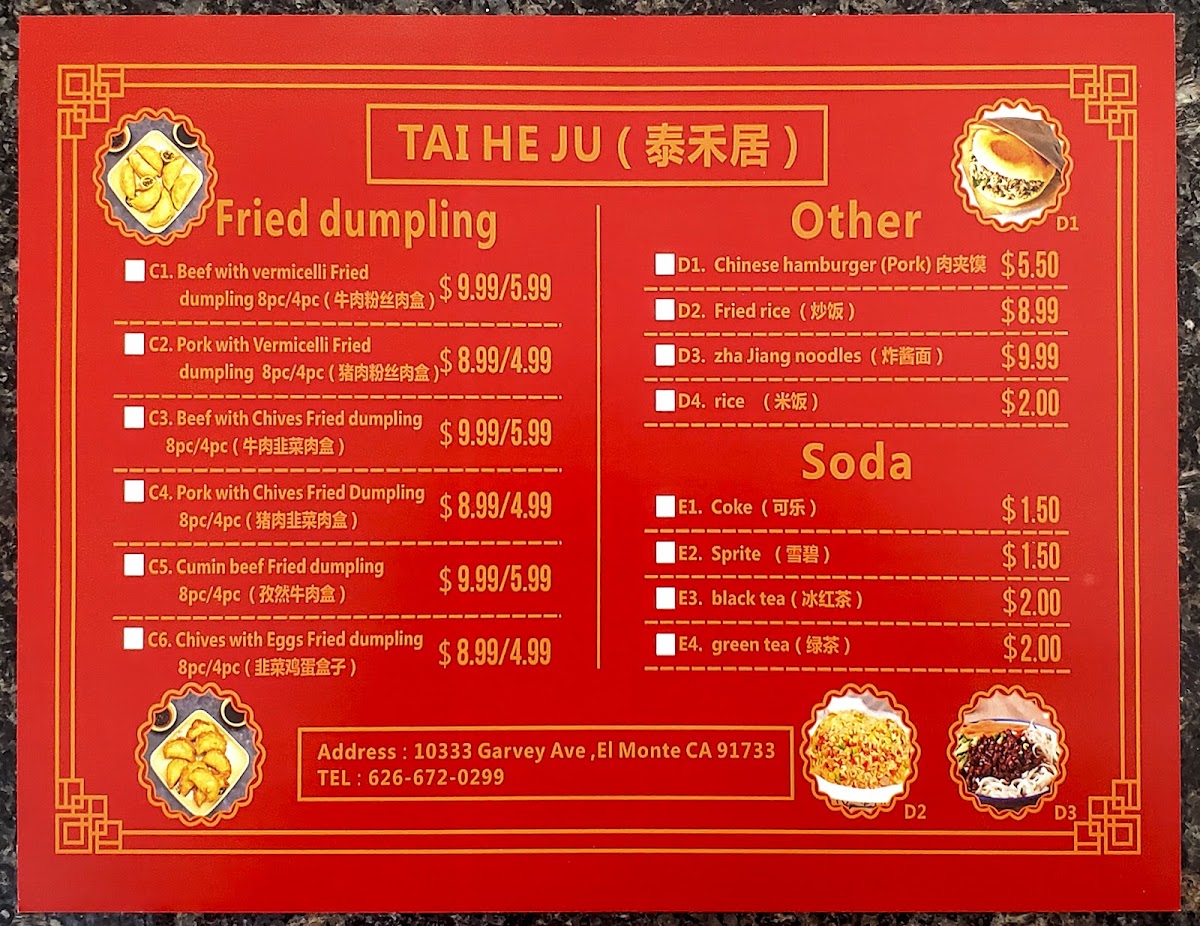 TAI HE JU ( 泰禾居 )
Fried dumpling
C1. Beef with vermicelli Fried
dumpling 8pc/4pc ( 牛肉粉丝肉盒 ) $ 9.99/5.99
C2. Pork with Vermicelli Fried
dumpling 8pc/4pc ( 猪肉粉丝肉盒 ) $ 8.99/4.99
C3. Beef with Chives Fried dumpling
8pc/4pc ( 牛肉韭菜肉盒 ) $ 9.99/5.99
C4. Pork with Chives Fried Dumpling
8pc/4pc ( 猪肉韭菜肉盒 ) $ 8.99/4.99
C5. Cumin beef Fried dumpling
8pc/4pc ( 孜然牛肉盒 ) $ 9.99/5.99
C6. Chives with Eggs Fried dumpling
8pc/4pc ( 韭菜鸡蛋盒子 ) $ 8.99/4.99
D1
Other
D1. Chinese hamburger (Pork) 肉夹馍 $5.50
D2. Fried rice ( 炒饭 ) $8.99
D3. zha Jiang noodles ( 炸酱面 ) $9.99
D4. rice ( 米饭 ) $2.00
Soda
E1. Coke ( 可乐 ) $1.50
E2. Sprite ( 雪碧 ) $1.50
E3. black tea ( 冰红茶 ) $2.00
E4. green tea ( 绿茶 ) $2.00
Address : 10333 Garvey Ave ,El Monte CA 91733
TEL : 626-672-0299
D2
D3